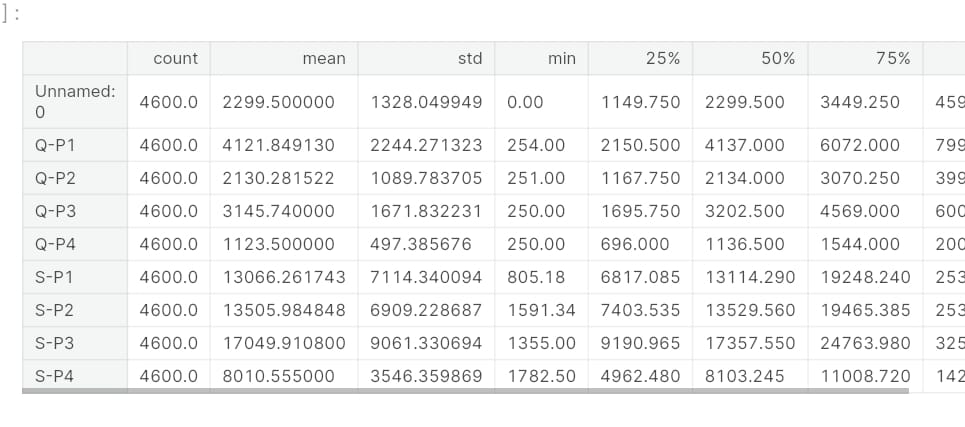 ] :
count mean std min 25% 50% 75%
Unnamed: 0 4600.0 2299.500000 1328.049949 0.00 1149.750 2299.500 3449.250 459
Q-P1 4600.0 4121.849130 2244.271323 254.00 2150.500 4137.000 6072.000 799
Q-P2 4600.0 2130.281522 1089.783705 251.00 1167.750 2134.000 3070.250 399
Q-P3 4600.0 3145.740000 1671.832231 250.00 1695.750 3202.500 4569.000 600
Q-P4 4600.0 1123.500000 497.385676 250.00 696.000 1136.500 1544.000 200
S-P1 4600.0 13066.261743 7114.340094 805.18 6817.085 13114.290 19248.240 253
S-P2 4600.0 13505.984848 6909.228687 1591.34 7403.535 13529.560 19465.385 253
S-P3 4600.0 17049.910800 9061.330694 1355.00 9190.965 17357.550 24763.980 325
S-P4 4600.0 8010.555000 3546.359869 1782.50 4962.480 8103.245 11008.720 142